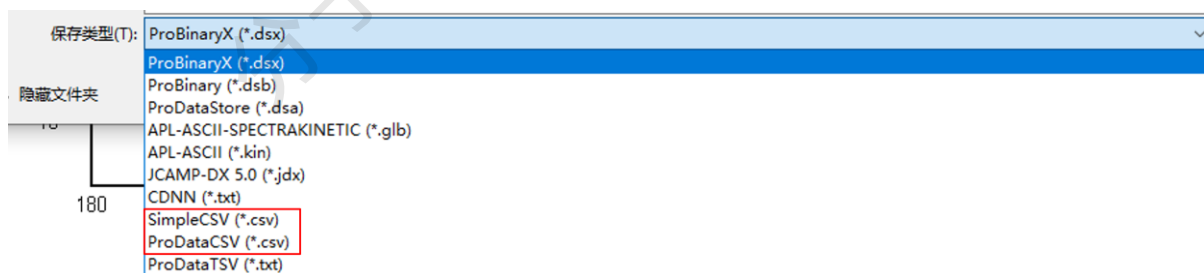 保存类型(T): ProBinaryX (*.dsx)
ProBinaryX (*.dsx)
ProBinary (*.dsb)
隐藏文件夹
ProDataStore (*.dsa)
APL-ASCII-SPECTRAKINETIC (*.glb)
APL-ASCII (*.kin)
JCAMP-DX 5.0 (*.jdx)
180
CDNN (*.txt)
SimpleCSV (*.csv)
ProDataCSV (*.csv)
ProDataTSV (*.txt)